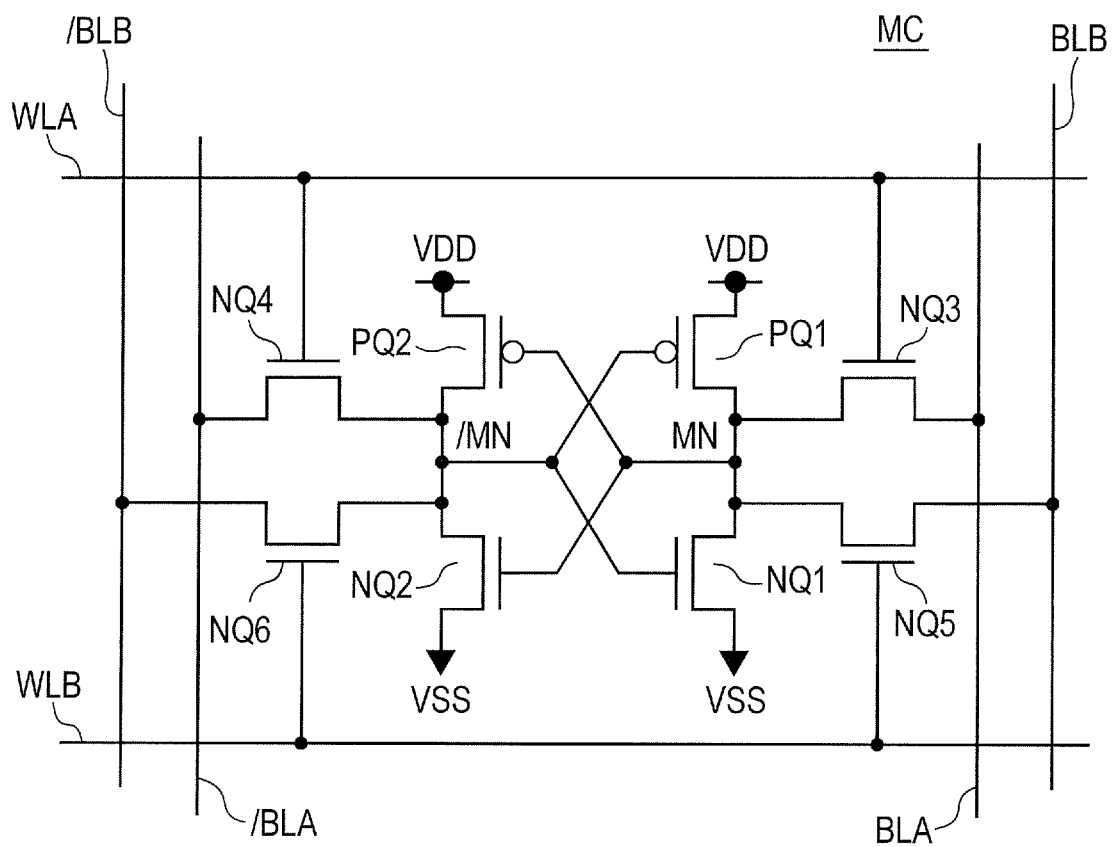 /BLB
MC
BLB
WLA
VDD
VDD
NQ4
PQ2
PQ1
NQ3
/MN
MN
NQ2
NQ1
NQ6
NQ5
WLB
VSS
VSS
/BLA
BLA